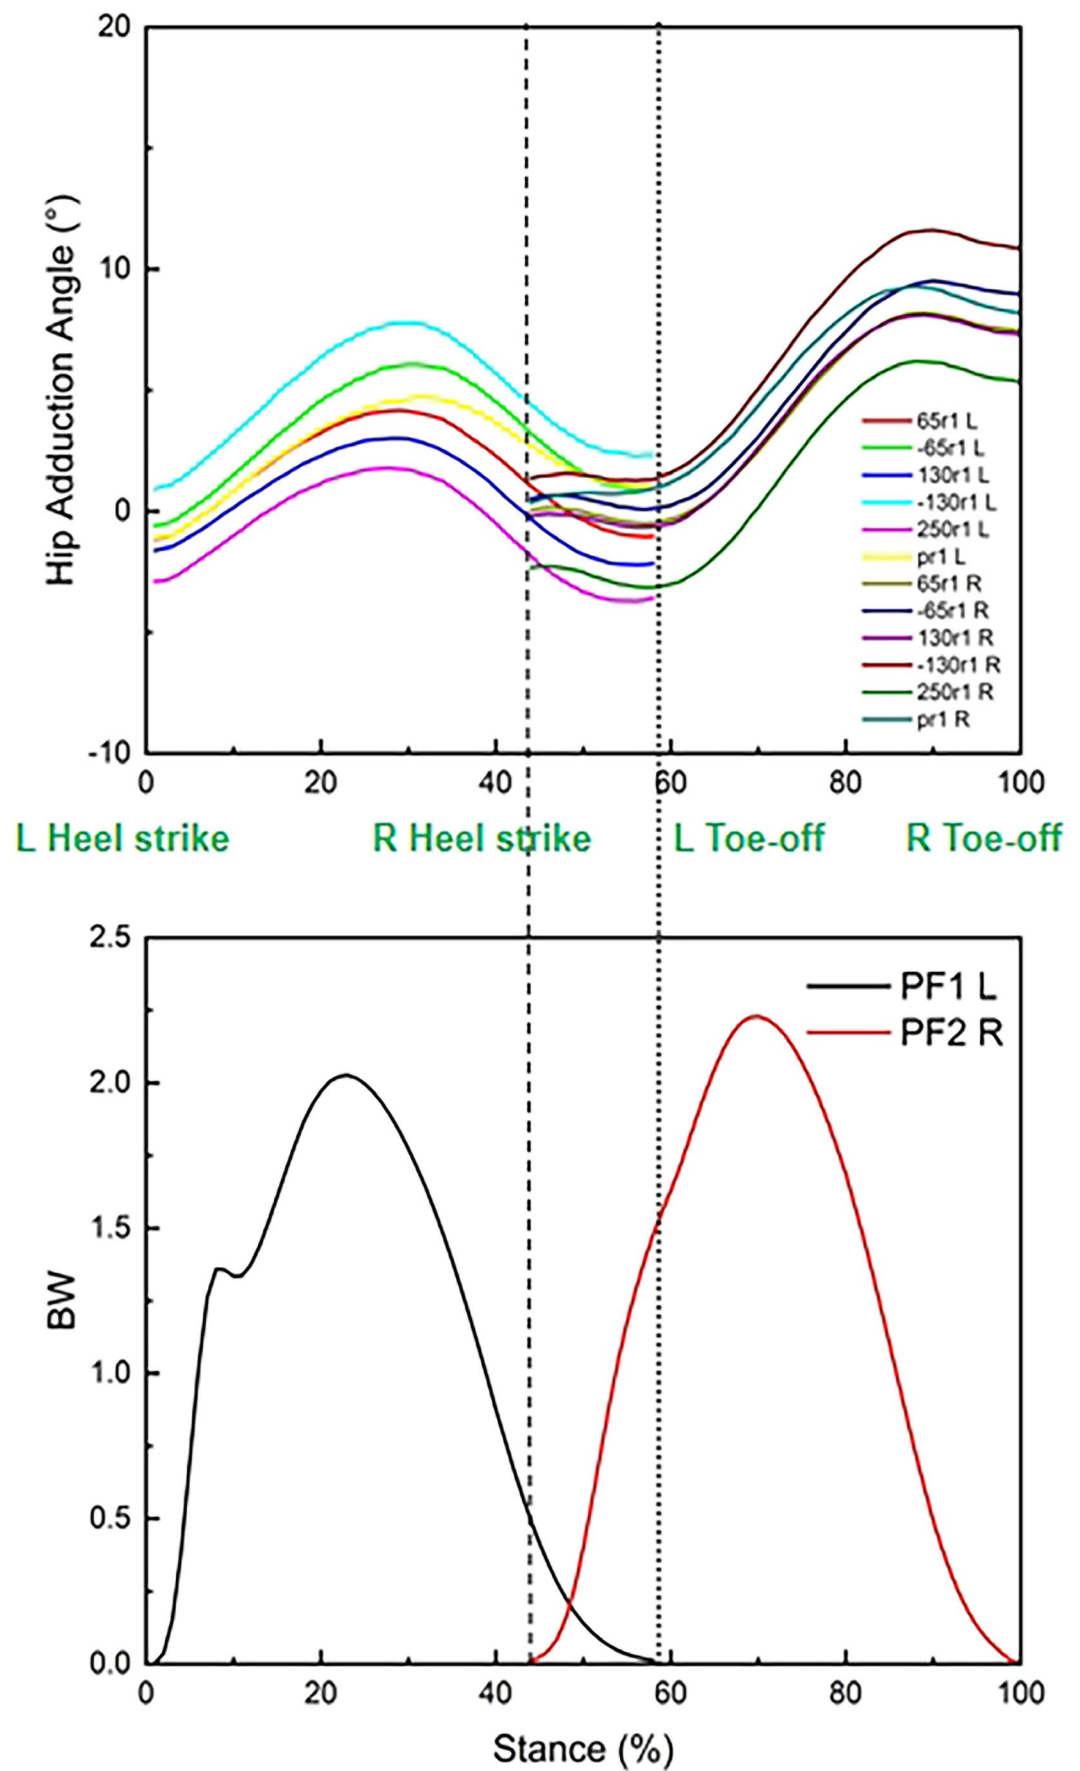 20
10
0
-10
Hip Adduction Angle (°)
65r1 L
-65r1 L
130r1 L
-130r1 L
250r1 L
pr1 L
65r1 R
-65r1 R
130r1 R
-130r1 R
250r1 R
pr1 R
0 20 40 60 80 100
L Heel strike R Heel strike L Toe-off R Toe-off
2.5
2.0
1.5
1.0
0.5
0.0
BW
PF1 L
PF2 R
0 20 40 60 80 100
Stance (%)